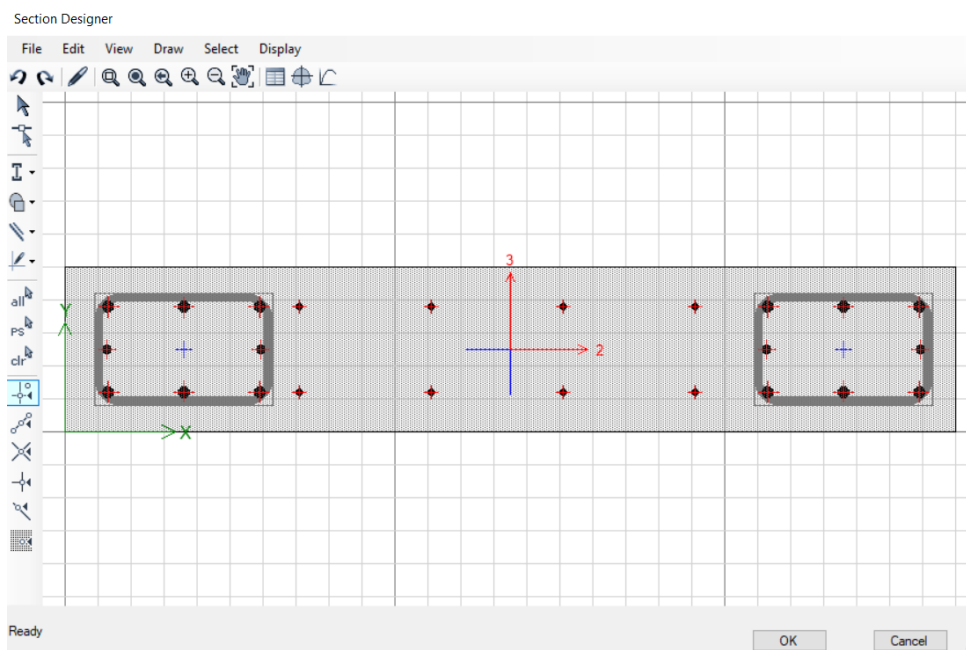 Section Designer
File Edit View Draw Select Display
all
ps
clr
3
2
Y
X
Ready
OK Cancel